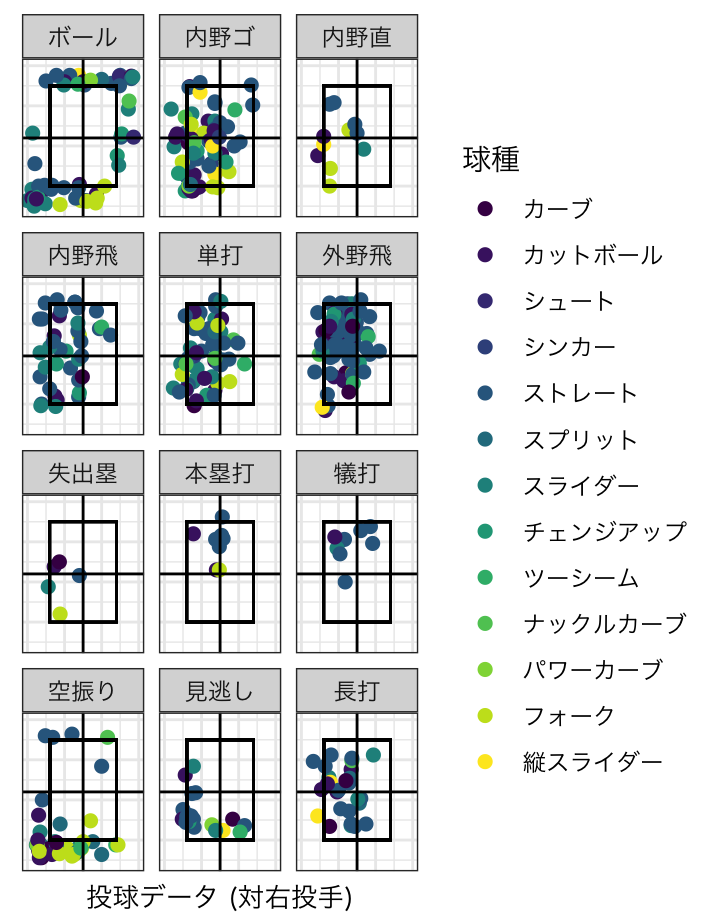 ボール 内野ゴ 内野直
内野飛 単打 外野飛
失出塁 本塁打 犠打
空振り 見逃し 長打
投球データ (対右投手)
球種
カーブ
カットボール
シュート
シンカー
ストレート
スプリット
スライダー
チェンジアップ
ツーシーム
ナックルカーブ
パワーカーブ
フォーク
縦スライダー